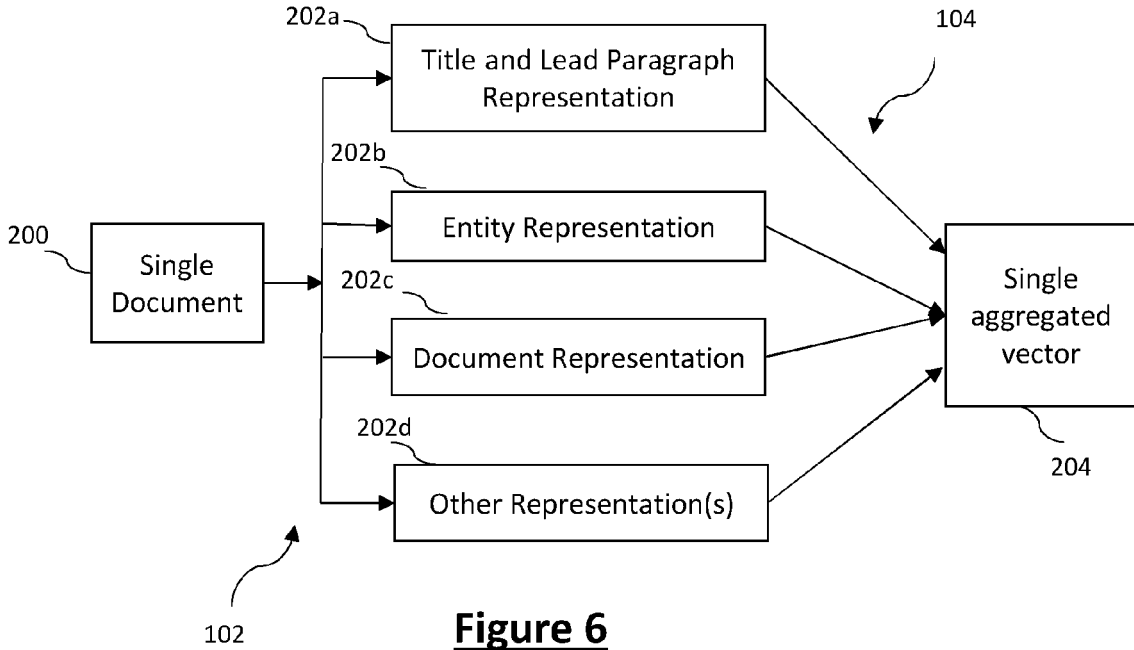 202a
104
Title and Lead Paragraph
Representation
202b
Entity Representation
200
Single
Document
202c
Single
aggregated
vector
Document Representation
202d
204
Other Representation(s)
102
Figure 6